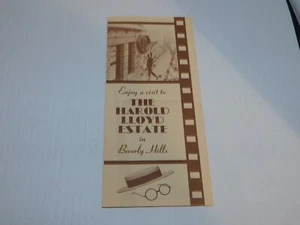 Enjoy a visit to
THE
HAROLD
LLOYD
ESTATE
in
Beverly Hills